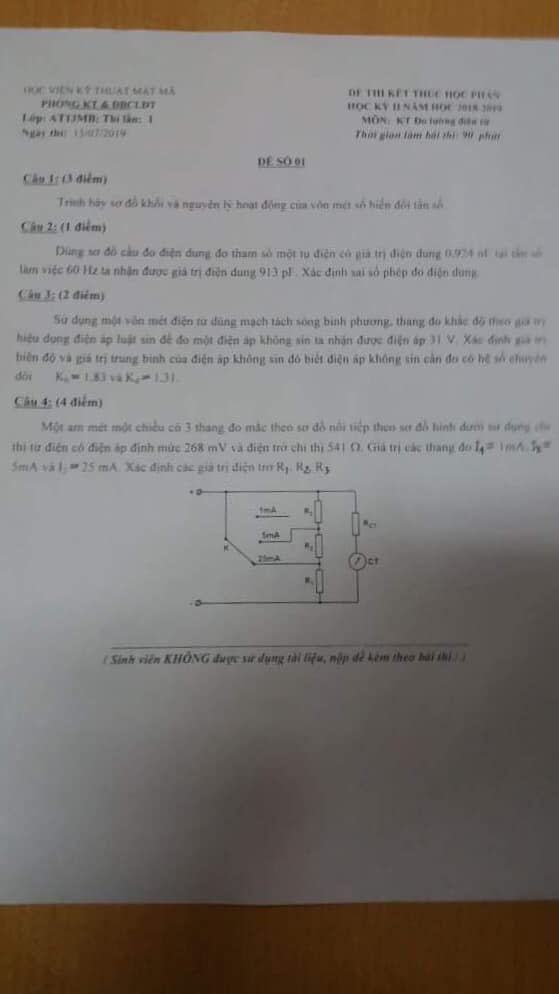 HỌC VIỆN KỸ THUẬT MẬT MÃ
PHÒNG KT & ĐBCLĐT
Lớp: AT13MB; Thi lần: 1
Ngày thi: 15/07/2019
ĐỀ THI KẾT THÚC HỌC PHẦN
HỌC KỲ II NĂM HỌC 2018-2019
MÔN: KT Đo lường điện tử
Thời gian làm bài thi: 90 phút
ĐỀ SỐ 01
Câu 1: (3 điểm)
Trình bày sơ đồ khối và nguyên lý hoạt động của vôn mét số biến đổi tần số.
Câu 2: (1 điểm)
Dùng sơ đồ cầu đo điện dung đo tham số một tụ điện có giá trị điện dung 0.924 nF tại tần số
làm việc 60 Hz ta nhận được giá trị điện dung 913 pF. Xác định sai số phép đo điện dung.
Câu 3: (2 điểm)
Sử dụng một vôn mét điện tử dùng mạch tách sóng bình phương, thang đo khắc độ theo giá trị
hiệu dụng điện áp luật sin để đo một điện áp không sin ta nhận được điện áp 31 V. Xác định giá trị
biên độ và giá trị trung bình của điện áp không sin đó biết điện áp không sin cần đo có hệ số chuyển
đổi Kb = 1.83 và Kd = 1.31.
Câu 4: (4 điểm)
Một am mét một chiều có 3 thang đo mắc theo sơ đồ nối tiếp theo sơ đồ hình dưới sử dụng chỉ
thị từ điện có điện áp định mức 268 mV và điện trở chỉ thị 541 Ω. Giá trị các thang đo I1= 1mA,
5mA và = 25 mA. Xác định các giá trị điện trở R1, R2, R3
+
1mA
R1
RCT
5mA
K
R2
25mA
CT
-
( Sinh viên KHÔNG được sử dụng tài liệu, nộp đề kèm theo bài thi./.)